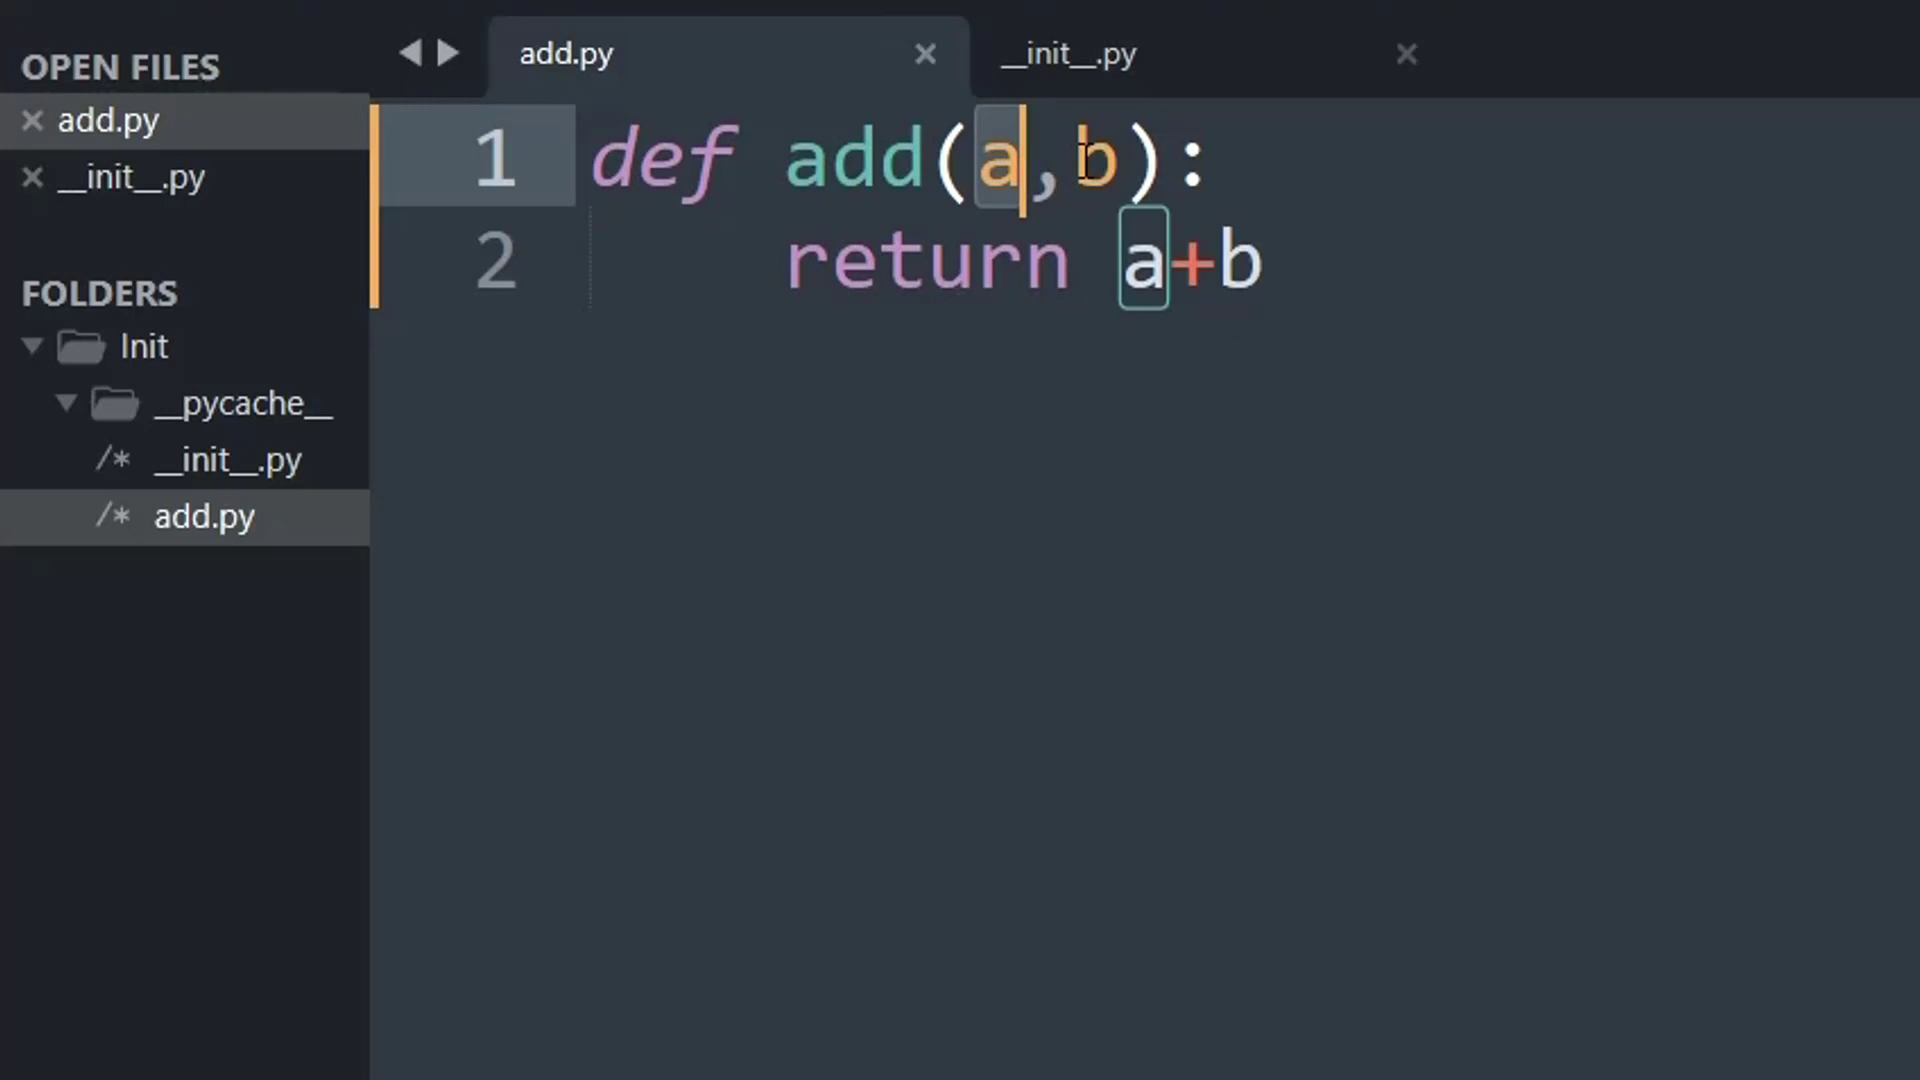 OPEN FILES
add.py
__init__.py
FOLDERS
Init
__pycache__
/* __init__.py
/* add.py
add.py
__init__.py
1 def add(a,b):
2     return a+b